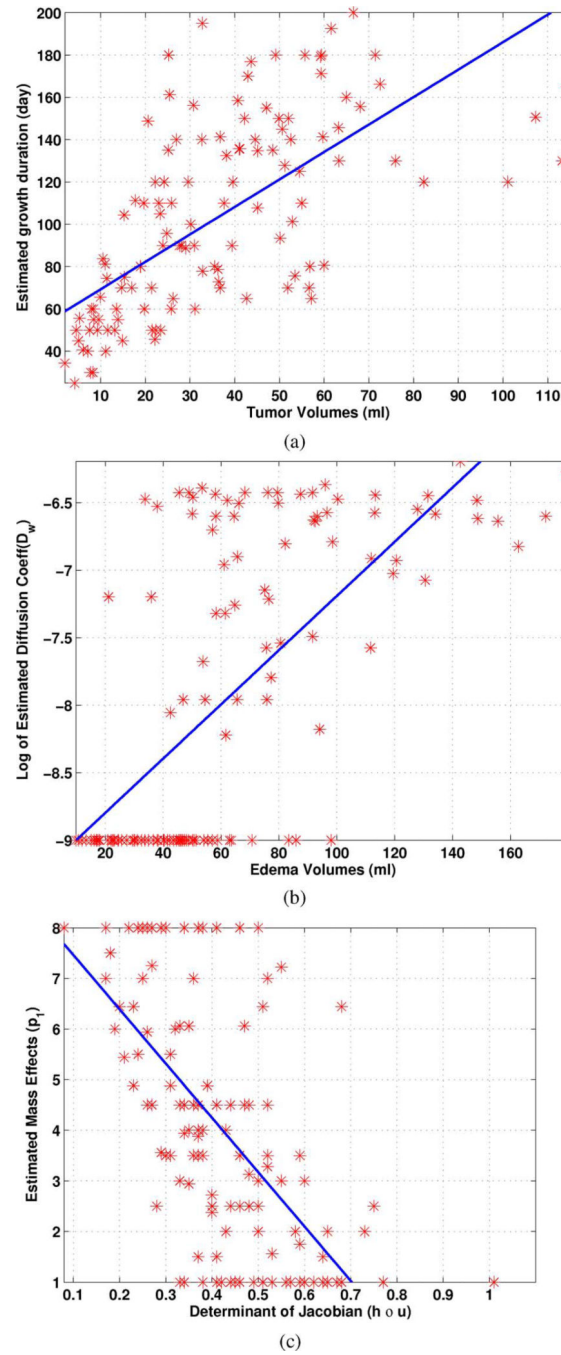 200
180
160
140
120
100
80
60
40
Estimated growth duration (day)
10 20 30 40 50 60 70 80 90 100 110
Tumor Volumes (ml)
(a)
-6.5
-7
-7.5
-8
-8.5
-9
Log of Estimated Diffusion Coeff(D_w)
20 40 60 80 100 120 140 160
Edema Volumes (ml)
(b)
8
7
6
5
4
3
2
1
Estimated Mass Effects (p_1)
0.1 0.2 0.3 0.4 0.5 0.6 0.7 0.8 0.9 1
Determinant of Jacobian (h o u)
(c)